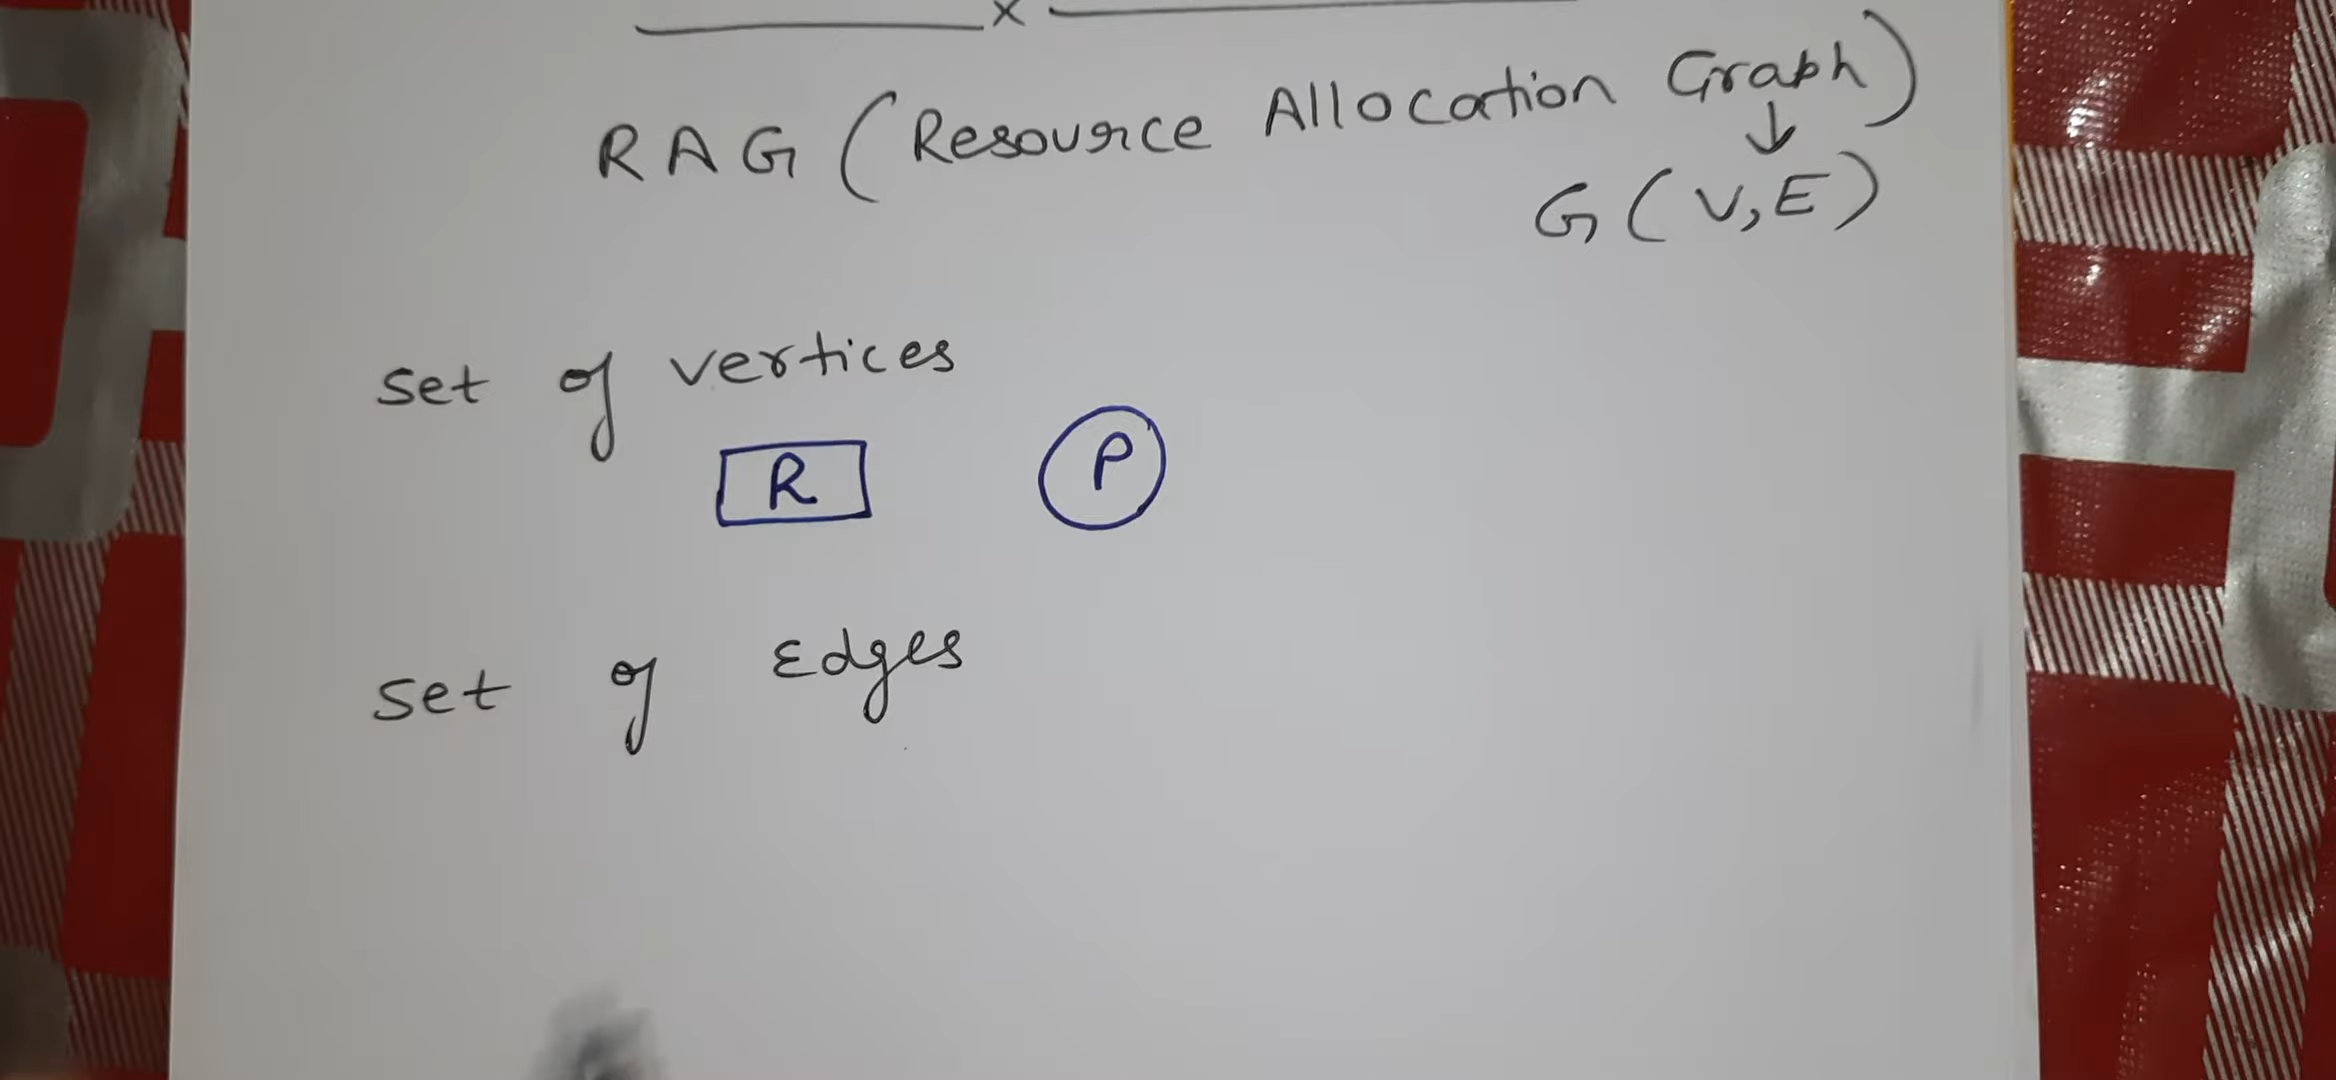 x
RAG (Resource Allocation Graph)
G(V,E)
set of vertices
R P
set of Edges